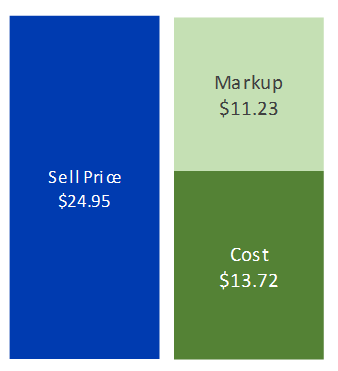 Sell Price
$24.95
Markup
$11.23
Cost
$13.72